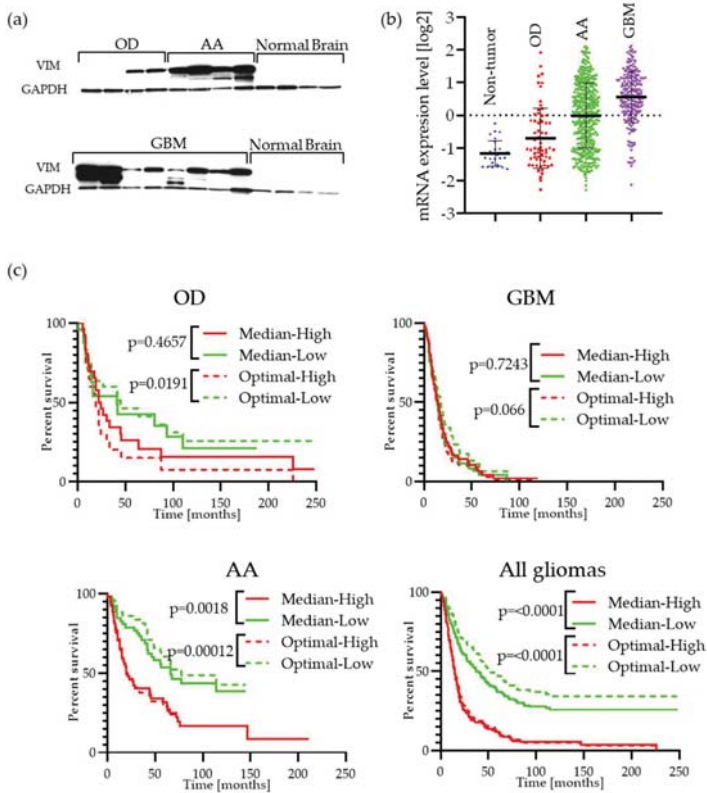 (a)
OD AA Normal Brain
VIM
GAPDH
GBM Normal Brain
VIM
GAPDH
(b)
mRNA expresion level [log2]
3
2
1
0
-1
-2
-3
Non-tumor
OD
AA
GBM
(c)
OD
Percent survival
100
50
0
p=0.4657
Median-High
Median-Low
p=0.0191
Optimal-High
Optimal-Low
0 50 100 150 200 250
Time [months]
GBM
Percent survival
100
50
0
p=0.7243
Median-High
Median-Low
p=0.066
Optimal-High
Optimal-Low
0 50 100 150 200 250
Time [months]
AA
Percent survival
100
50
0
p=0.0018
Median-High
Median-Low
p=0.00012
Optimal-High
Optimal-Low
0 50 100 150 200 250
Time [months]
All gliomas
Percent survival
100
50
0
p=<0.0001
Median-High
Median-Low
p=<0.0001
Optimal-High
Optimal-Low
0 50 100 150 200 250
Time [months]